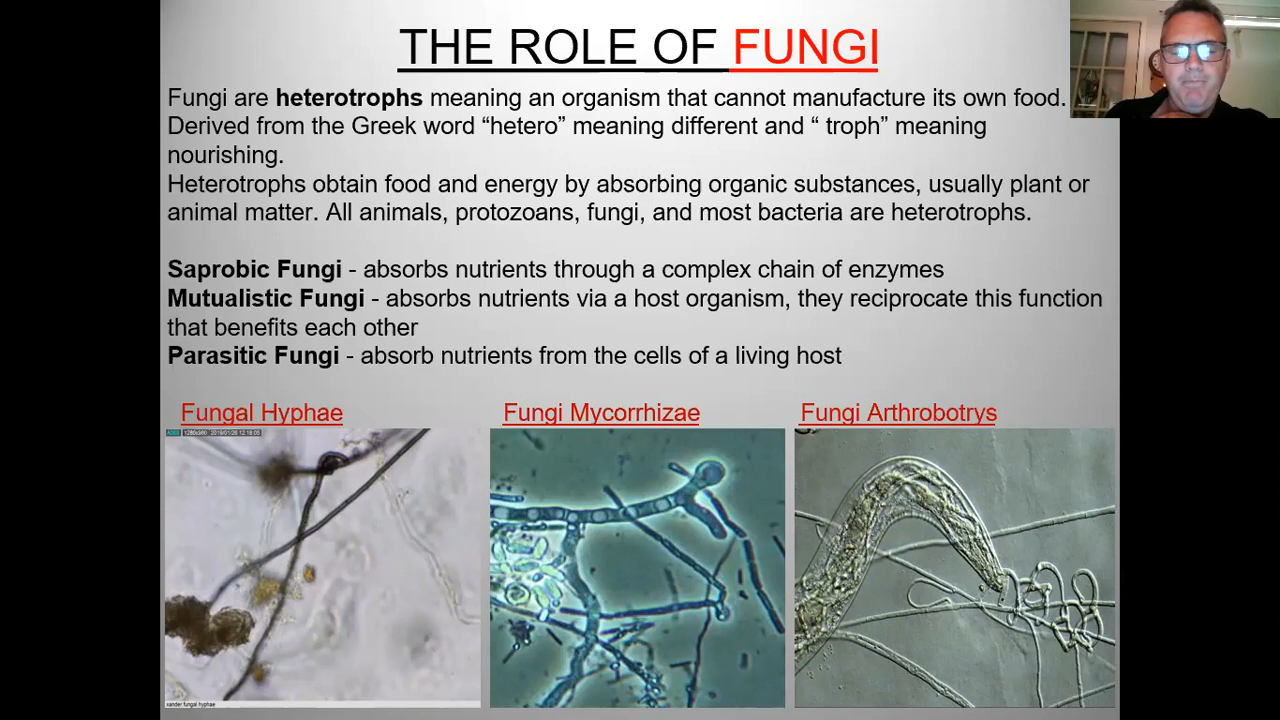 THE ROLE OF FUNGI
Fungi are heterotrophs meaning an organism that cannot manufacture its own food.
Derived from the Greek word “hetero” meaning different and “ troph” meaning
nourishing.
Heterotrophs obtain food and energy by absorbing organic substances, usually plant or
animal matter. All animals, protozoans, fungi, and most bacteria are heterotrophs.
Saprobic Fungi - absorbs nutrients through a complex chain of enzymes
Mutualistic Fungi - absorbs nutrients via a host organism, they reciprocate this function
that benefits each other
Parasitic Fungi - absorb nutrients from the cells of a living host
Fungal Hyphae
Fungi Mycorrhizae
Fungi Arthrobotrys
xander fungal hyphae